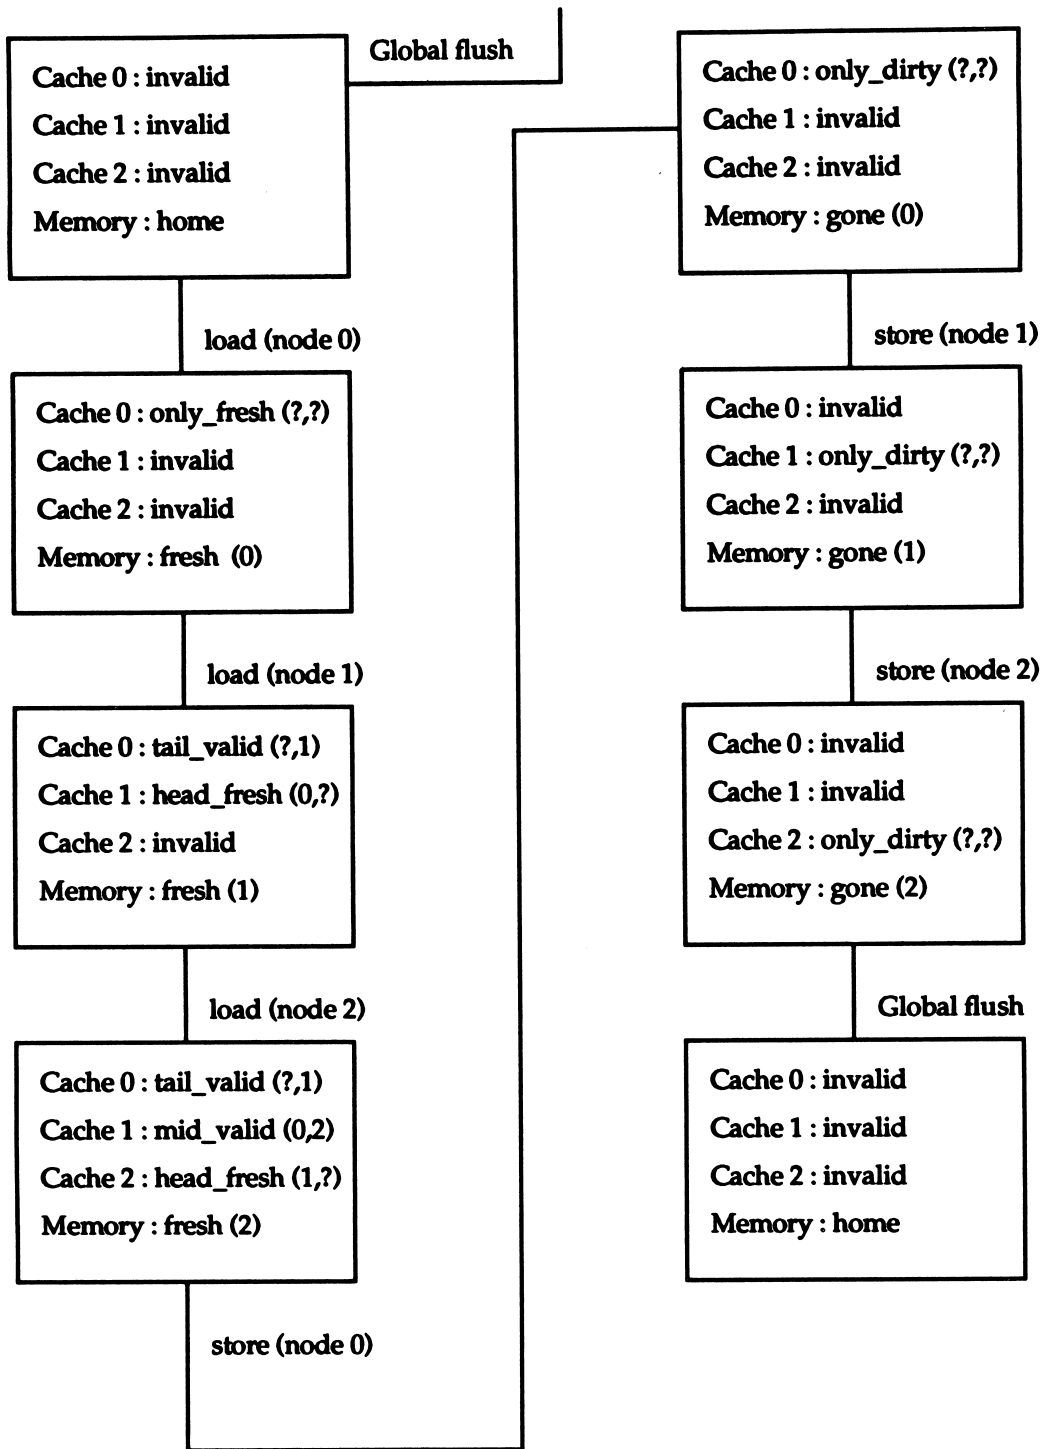 Global flush
Cache 0 : invalid
Cache 1 : invalid
Cache 2 : invalid
Memory : home
load (node 0)
Cache 0 : only_fresh (?,?)
Cache 1 : invalid
Cache 2 : invalid
Memory : fresh (0)
load (node 1)
Cache 0 : tail_valid (?,1)
Cache 1 : head_fresh (0,?)
Cache 2 : invalid
Memory : fresh (1)
load (node 2)
Cache 0 : tail_valid (?,1)
Cache 1 : mid_valid (0,2)
Cache 2 : head_fresh (1,?)
Memory : fresh (2)
store (node 0)
Cache 0 : only_dirty (?,?)
Cache 1 : invalid
Cache 2 : invalid
Memory : gone (0)
store (node 1)
Cache 0 : invalid
Cache 1 : only_dirty (?,?)
Cache 2 : invalid
Memory : gone (1)
store (node 2)
Cache 0 : invalid
Cache 1 : invalid
Cache 2 : only_dirty (?,?)
Memory : gone (2)
Global flush
Cache 0 : invalid
Cache 1 : invalid
Cache 2 : invalid
Memory : home